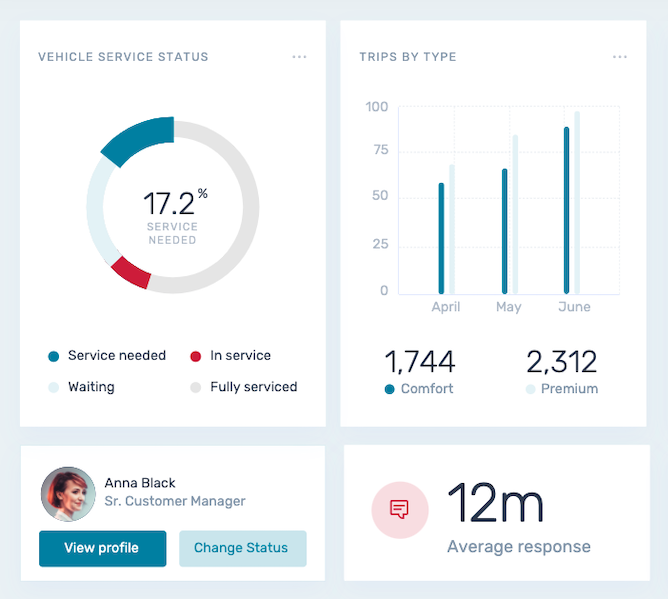 VEHICLE SERVICE STATUS
17.2%
SERVICE
NEEDED
Service needed
In service
Waiting
Fully serviced
TRIPS BY TYPE
100
75
50
25
0
April May June
1,744
Comfort
2,312
Premium
Anna Black
Sr. Customer Manager
View profile
Change Status
12m
Average response